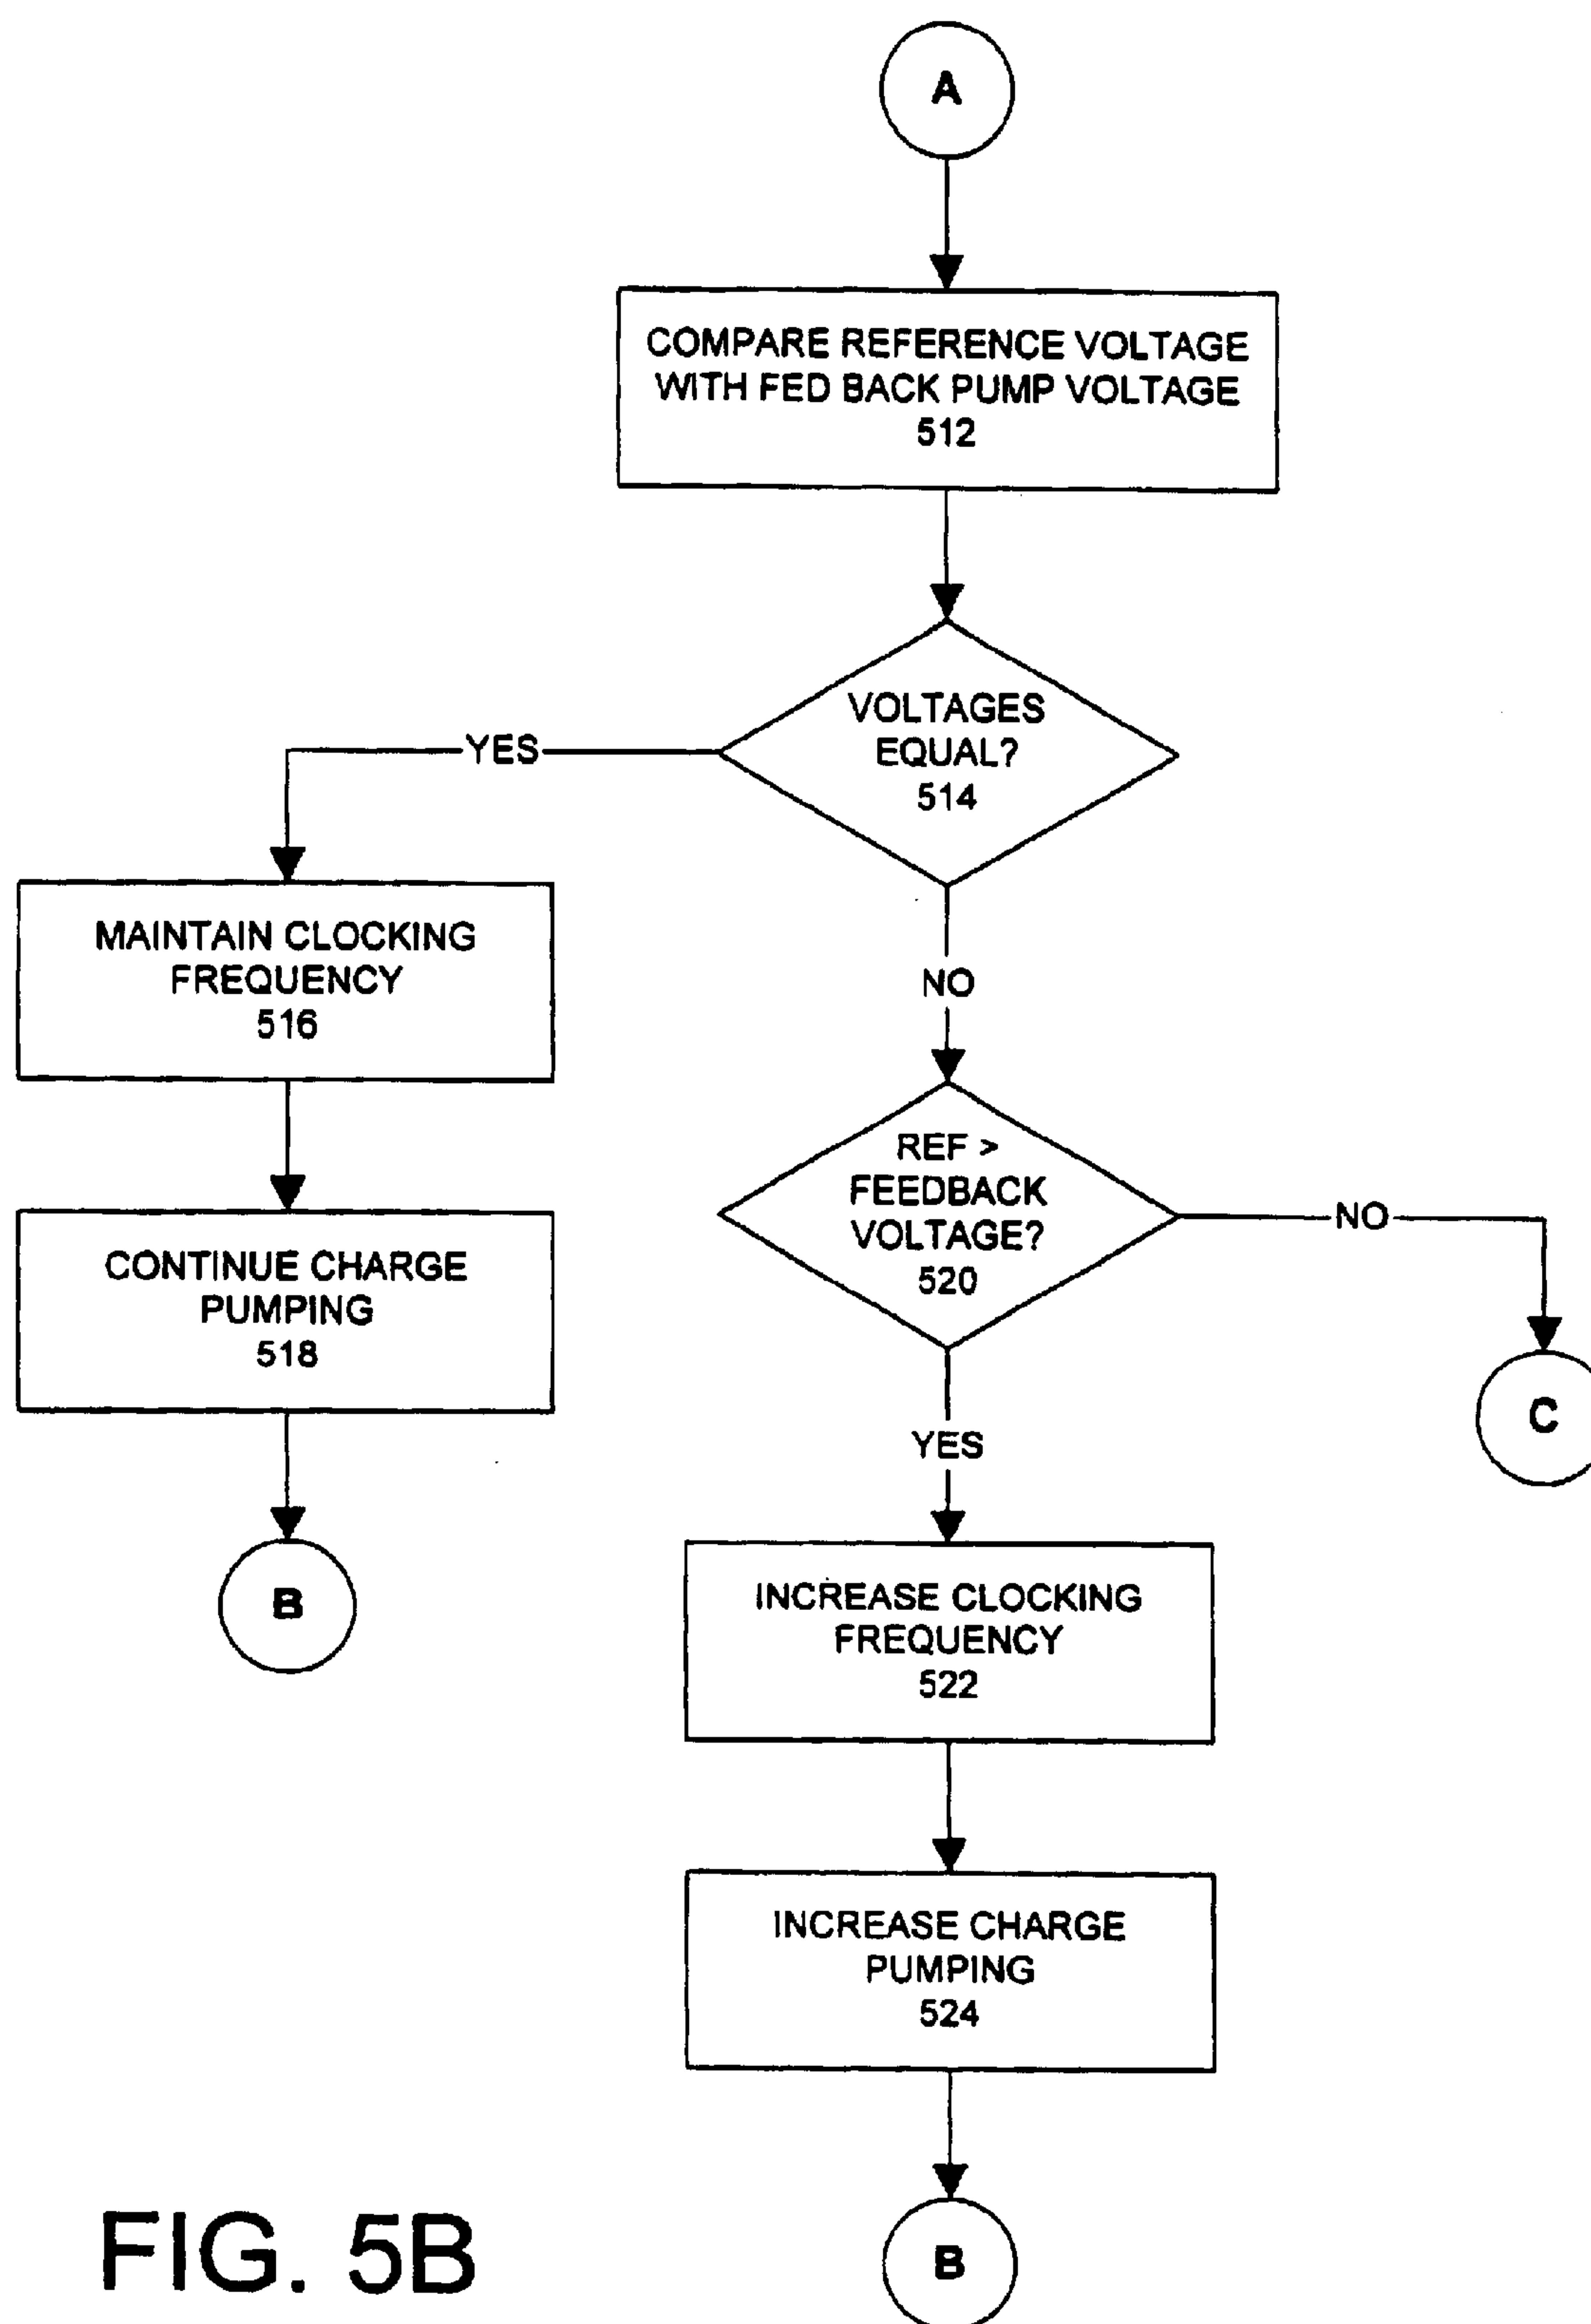 A
COMPARE REFERENCE VOLTAGE
WITH FED BACK PUMP VOLTAGE
512
VOLTAGES
EQUAL?
514
YES
NO
MAINTAIN CLOCKING
FREQUENCY
516
CONTINUE CHARGE
PUMPING
518
B
REF >
FEEDBACK
VOLTAGE?
520
NO
C
YES
INCREASE CLOCKING
FREQUENCY
522
INCREASE CHARGE
PUMPING
524
B
FIG. 5B